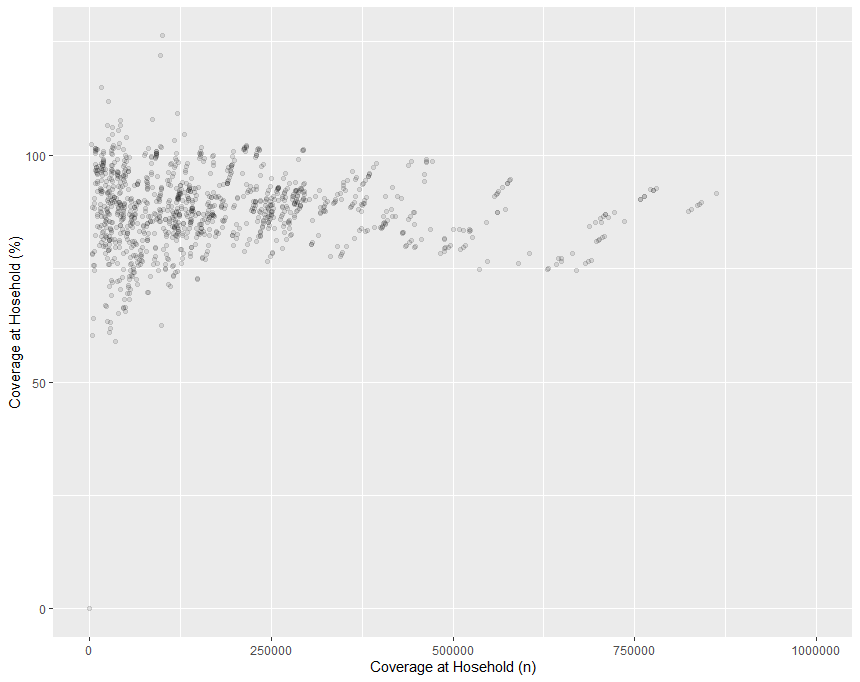 Coverage at Hosehold (%)
100
50
0
0 250000 500000 750000 1000000
Coverage at Hosehold (n)